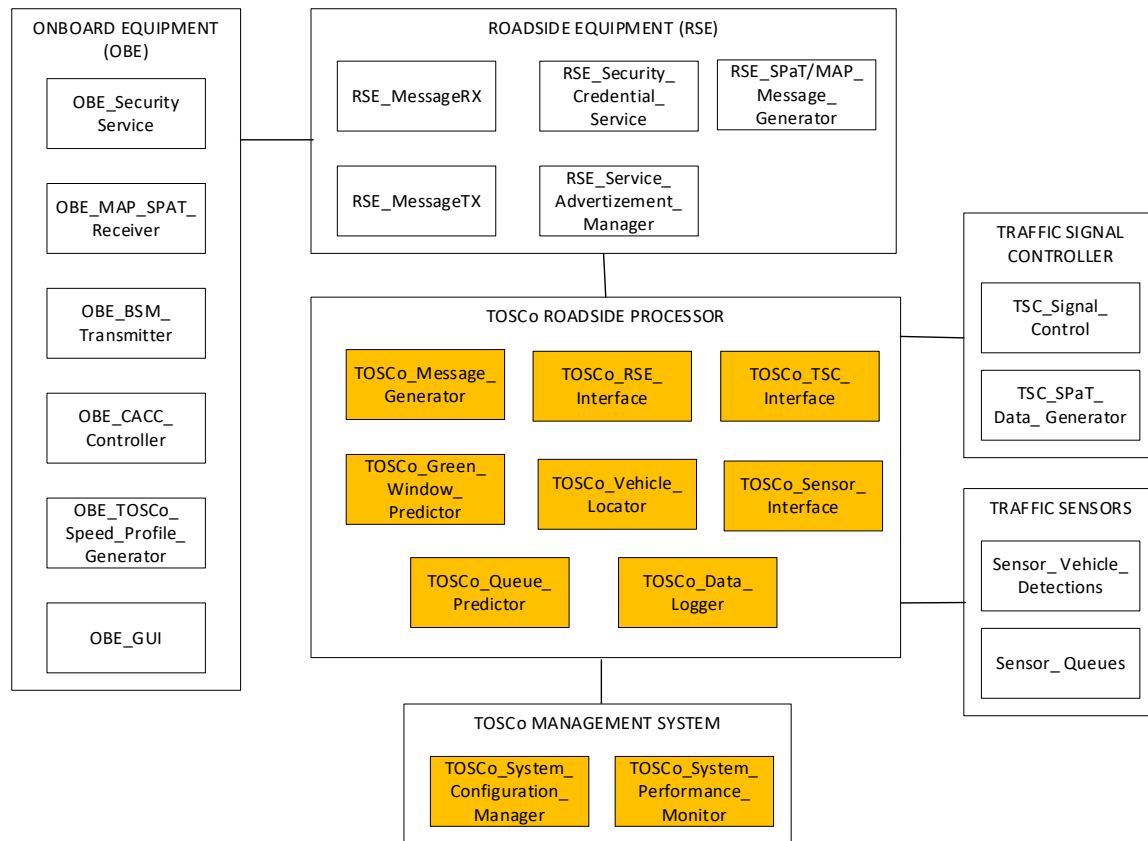 ONBOARD EQUIPMENT
(OBE)
OBE_Security
Service
OBE_MAP_SPAT_
Receiver
OBE_BSM_
Transmitter
OBE_CACC_
Controller
OBE_TOSCo_
Speed_Profile_
Generator
OBE_GUI
ROADSIDE EQUIPMENT (RSE)
RSE_MessageRX
RSE_Security_
Credential_
Service
RSE_SPaT/MAP_
Message_
Generator
RSE_MessageTX
RSE_Service_
Advertizement_
Manager
TOSCo ROADSIDE PROCESSOR
TOSCo_Message_
Generator
TOSCo_RSE_
Interface
TOSCo_TSC_
Interface
TOSCo_Green_
Window_
Predictor
TOSCo_Vehicle_
Locator
TOSCo_Sensor_
Interface
TOSCo_Queue_
Predictor
TOSCo_Data_
Logger
TRAFFIC SIGNAL
CONTROLLER
TSC_Signal_
Control
TSC_SPaT_
Data_ Generator
TRAFFIC SENSORS
Sensor_ Vehicle_
Detections
Sensor_ Queues
TOSCo MANAGEMENT SYSTEM
TOSCo_System_
Configuration_
Manager
TOSCo_System_
Performance_
Monitor